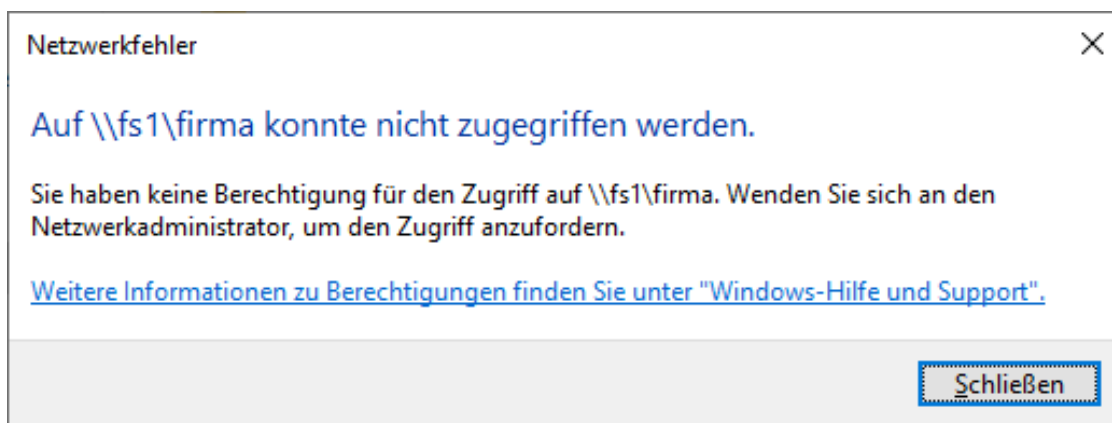 Netzwerkfehler
Auf \\fs1\firma konnte nicht zugegriffen werden.
Sie haben keine Berechtigung für den Zugriff auf \\fs1\firma. Wenden Sie sich an den
Netzwerkadministrator, um den Zugriff anzufordern.
Weitere Informationen zu Berechtigungen finden Sie unter "Windows-Hilfe und Support".
Schließen